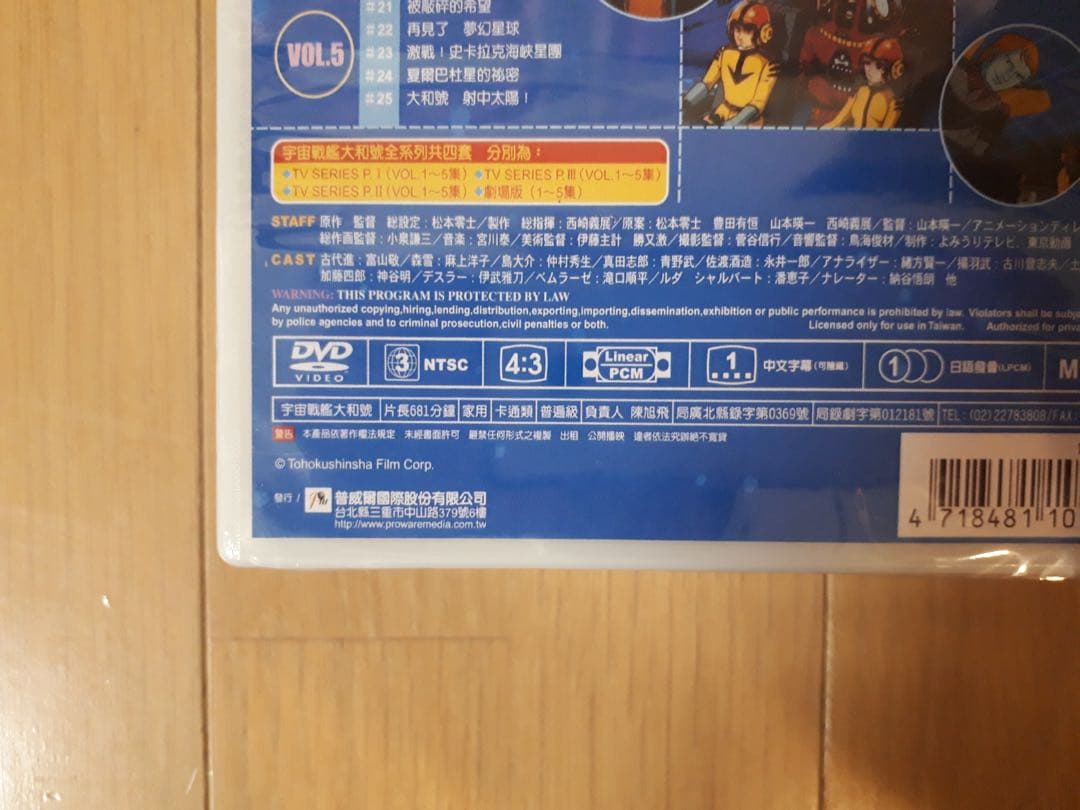 #21 被敲碎的希望
#22 再見了 夢幻星球
VOL.5
#23 激戰！史卡拉克海峽星團
#24 夏爾巴杜星的祕密
#25 大和號 射中太陽！
宇宙戰艦大和號全系列共四套 分別為：
◆TV SERIES P.I（VOL.1～5集）◆TV SERIES P.III（VOL.1～5集）
◆TV SERIES P.II（VOL.1～5集）◆劇場版（1～5集）
STAFF 原作 監督 総設定：松本零士／製作 総指揮：西崎義展／原案：松本零士 豊田有恒 山本暎一 西崎義展／監督：山本暎一／アニメーションディレ
総作画監督：小泉謙三／音楽：宮川泰／美術監督：伊藤主計 勝又激／撮影監督：菅谷信行／音響監督：鳥海俊材／制作：よみうりテレビ、東京動画
CAST 古代進：富山敬／森雪：麻上洋子／島大介：仲村秀生／真田志郎：青野武／佐渡酒造：永井一郎／アナライザー：緒方賢一／揚羽武：古川登志夫／土
加藤四郎：神谷明／デスラー：伊武雅刀／ベムラーゼ：滝口順平／ルダ シャルバート：潘恵子／ナレーター：納谷悟朗 他
WARNING: THIS PROGRAM IS PROTECTED BY LAW
Any unauthorized copying,hiring,lending,distribution,exporting,importing,dissemination,exhibition or public performance is prohibited by law. Violators shall be subje
by police agencies and to criminal prosecution,civil penalties or both. Licensed only for use in Taiwan. Authorized for priva
DVD VIDEO 3 NTSC 4:3 Linear PCM 1 中文字幕(可隱藏) 1 日語發音(LPCM) M
宇宙戰艦大和號 片長681分鐘 家用 卡通類 普遍級 負責人 陳旭飛 局廣北縣錄字第0369號 局錄劇字第012181號 TEL:(02)22783808/FAX:
警告 本產品依著作權法規定 未經書面許可 嚴禁任何形式之複製 出租 公開播映 違者依法究辦絕不寬貸
© Tohokushinsha Film Corp.
發行/ 普威爾國際股份有限公司
台北縣三重市中山路379號6樓
http://www.prowaremedia.com.tw
4 718481 10